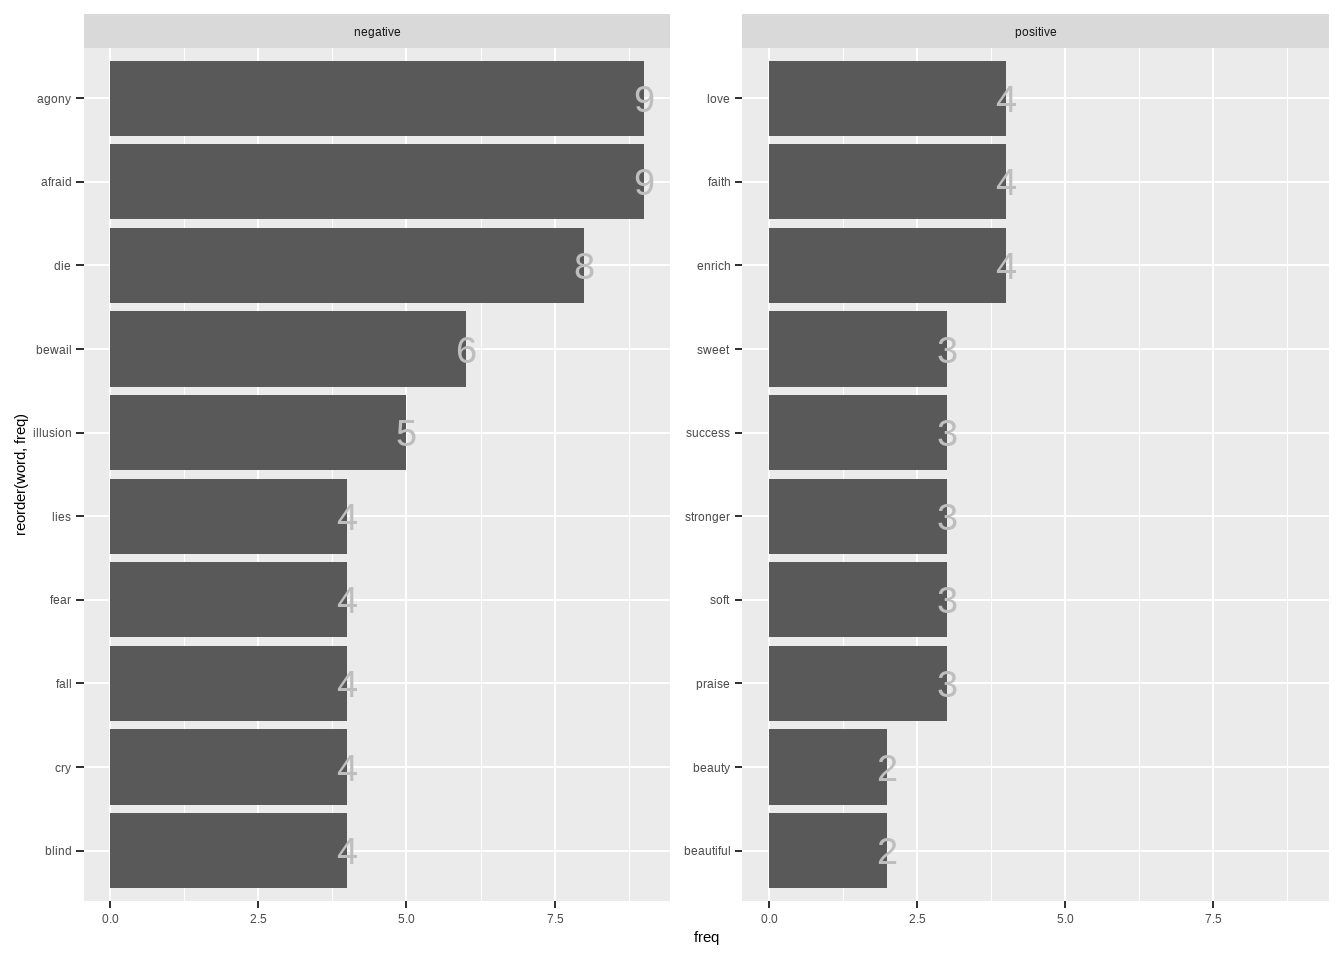 negative
positive
reorder(word, freq)
agony 9
afraid 9
die 8
bewail 6
illusion 5
lies 4
fear 4
fall 4
cry 4
blind 4
0.0 2.5 5.0 7.5
love 4
faith 4
enrich 4
sweet 3
success 3
stronger 3
soft 3
praise 3
beauty 2
beautiful 2
0.0 2.5 5.0 7.5
freq